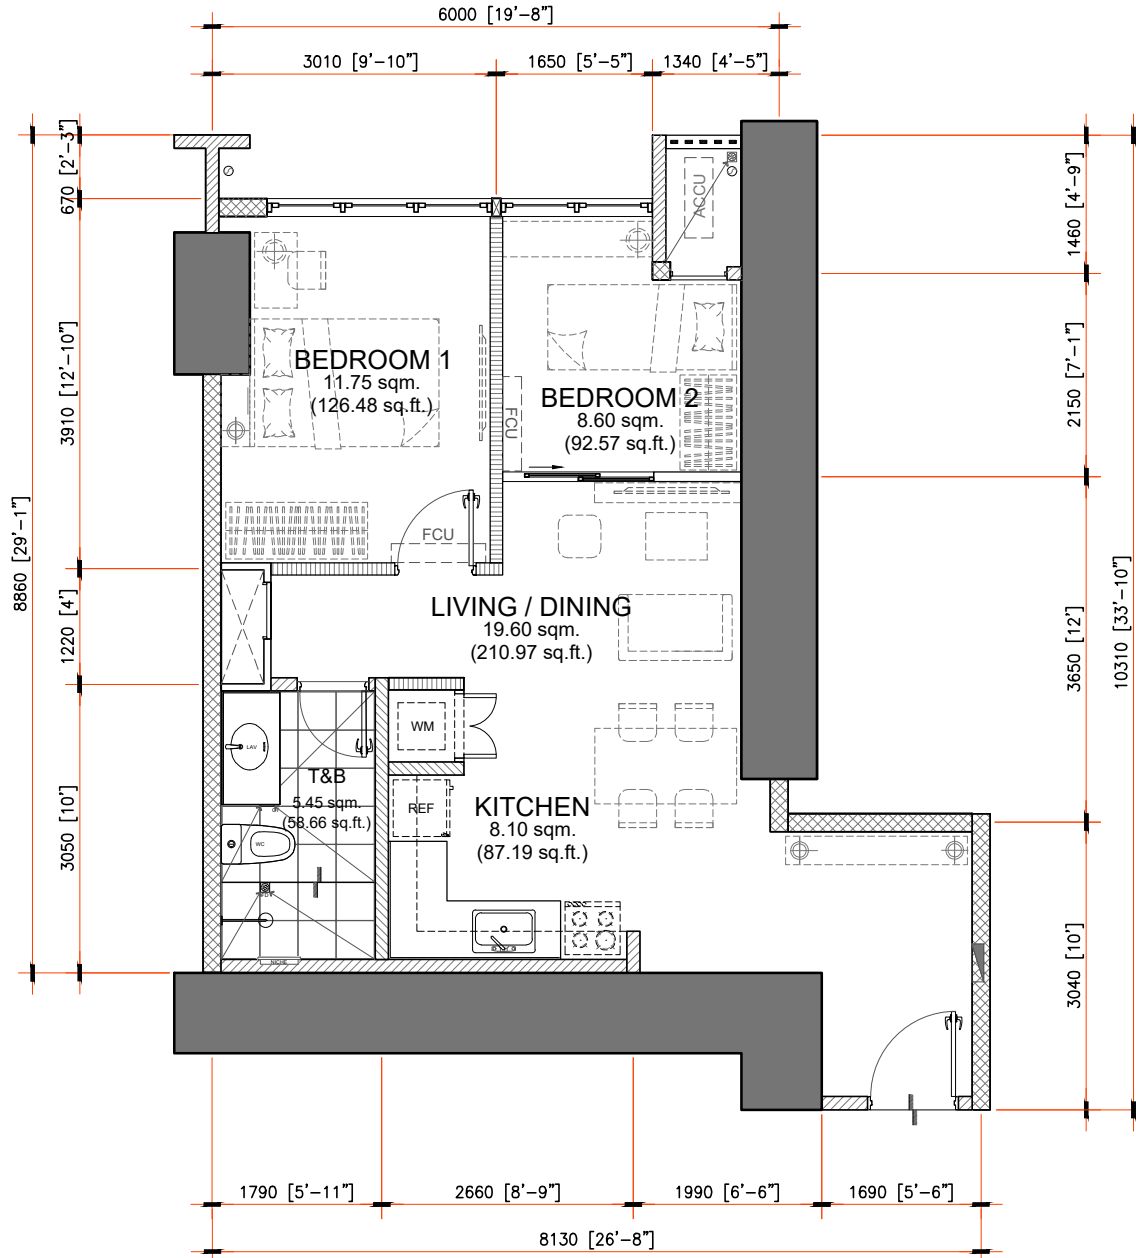 6000 [19'-8"]
3010 [9'-10"]
1650 [5'-5"]
1340 [4'-5"]
670 [2'-3"]
3910 [12'-10"]
8860 [29'-1"]
1220 [4']
3050 [10']
ACCU
1460 [4'-9"]
2150 [7'-1"]
3650 [12']
10310 [33'-10"]
3040 [10']
BEDROOM 1
11.75 sqm.
(126.48 sq.ft.)
BEDROOM 2
8.60 sqm.
(92.57 sq.ft.)
FCU
FCU
LIVING / DINING
19.60 sqm.
(210.97 sq.ft.)
WM
LAV
T&B
5.45 sqm.
(58.66 sq.ft.)
WC
REF
KITCHEN
8.10 sqm.
(87.19 sq.ft.)
NICHE
1790 [5'-11"]
2660 [8'-9"]
1990 [6'-6"]
1690 [5'-6"]
8130 [26'-8"]